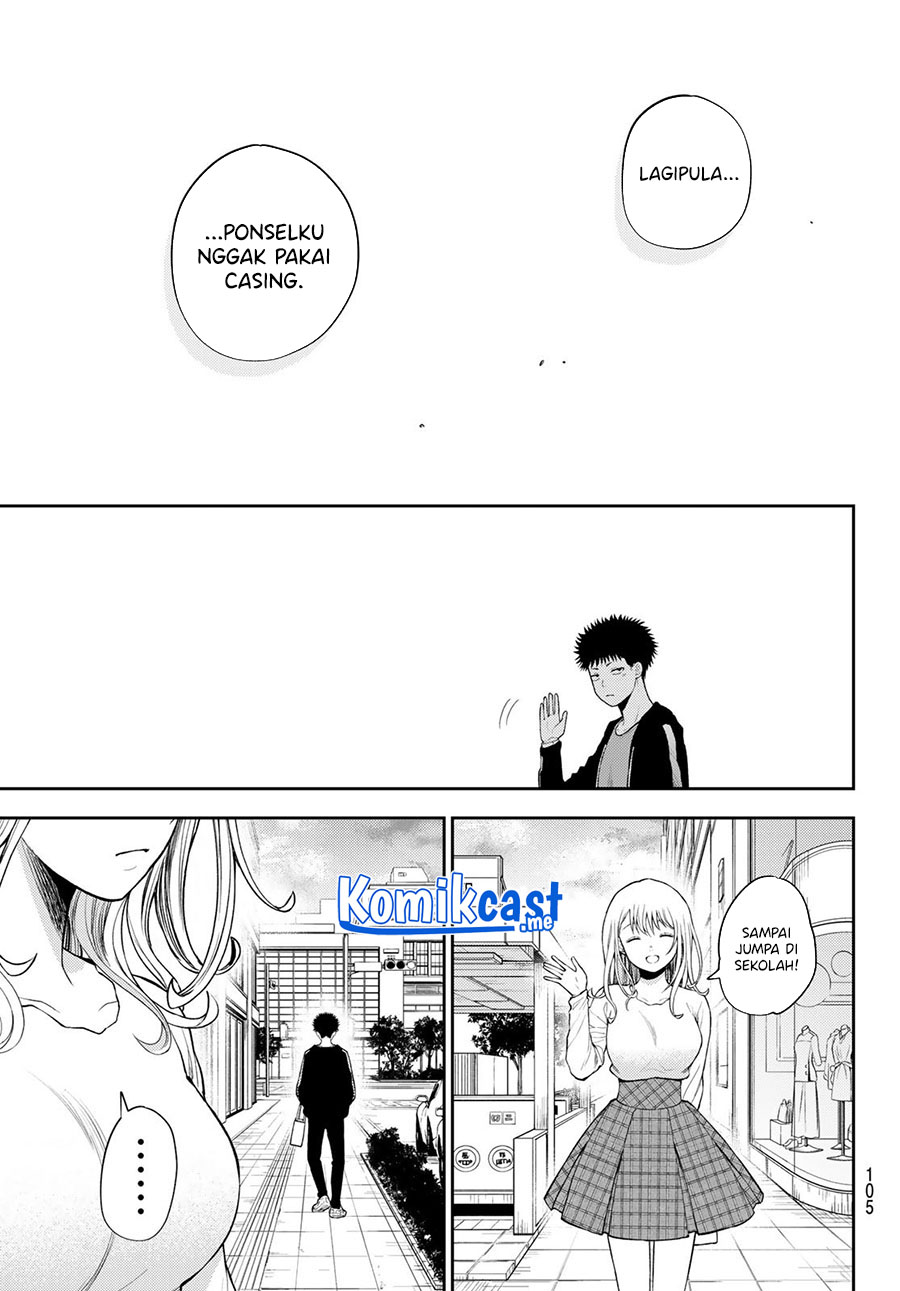 LAGIPULA...
...PONSELKU
NGGAK PAKAI
CASING.
SAMPAI
JUMPA DI
SEKOLAH!
Komikcast
.me
105